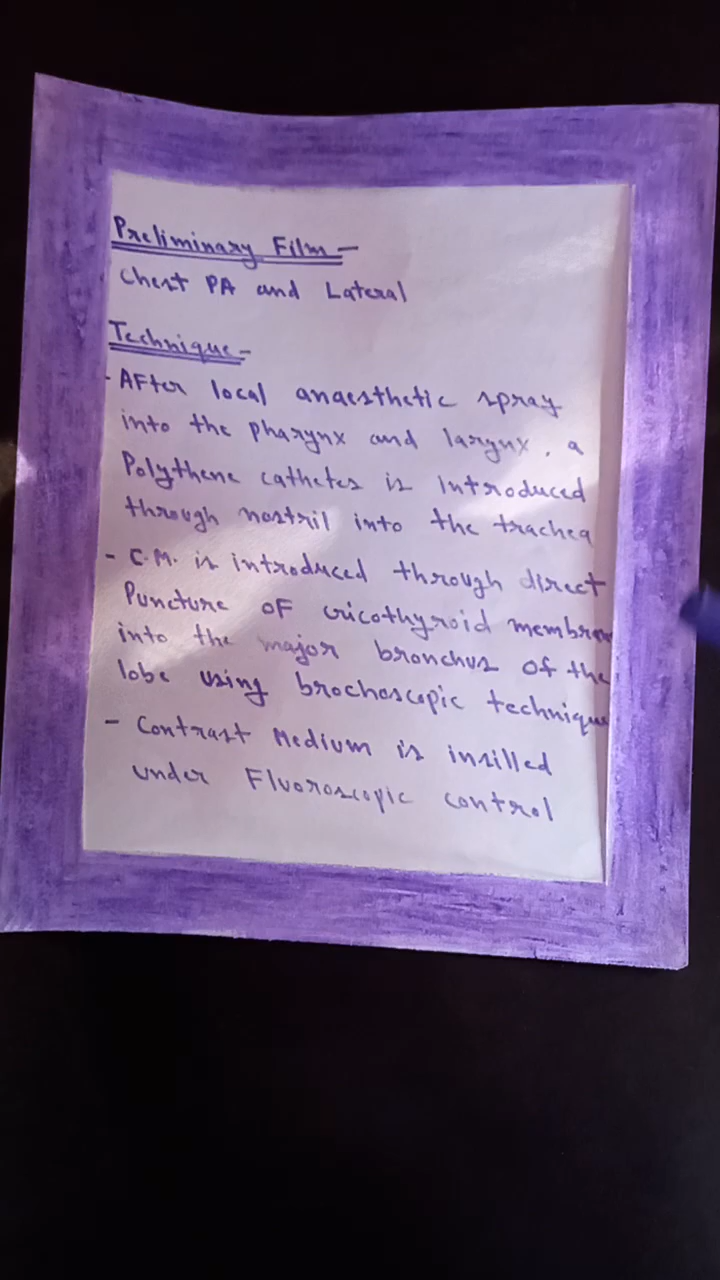 Preliminary Film -
Chest PA and Lateral
Technique -
- After local anaesthetic spray
into the pharynx and larynx, a
Polythene catheter is introduced
through nostril into the trachea
- C.M. is introduced through direct
Puncture of cricothyroid membrane
into the major bronchus of the
lobe using brochoscopic technique
- Contrast Medium is insilled
under Fluoroscopic control